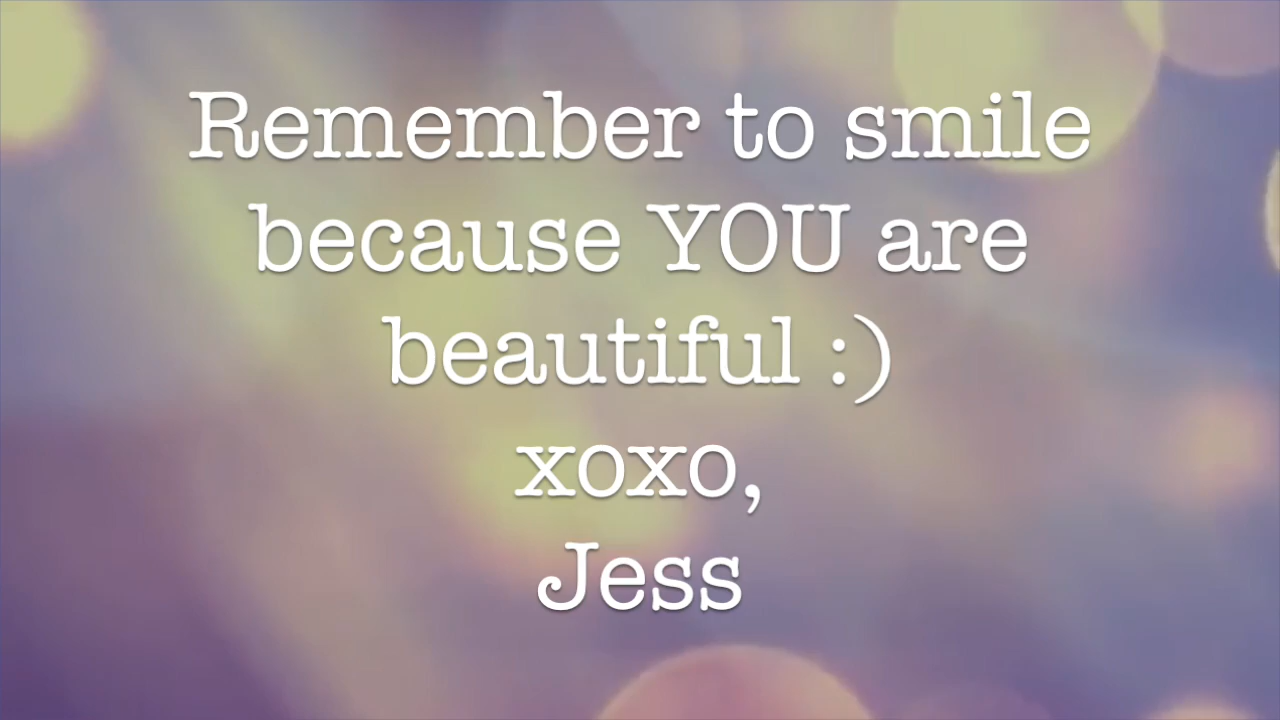 Remember to smile
because YOU are
beautiful :)
xoxo,
Jess